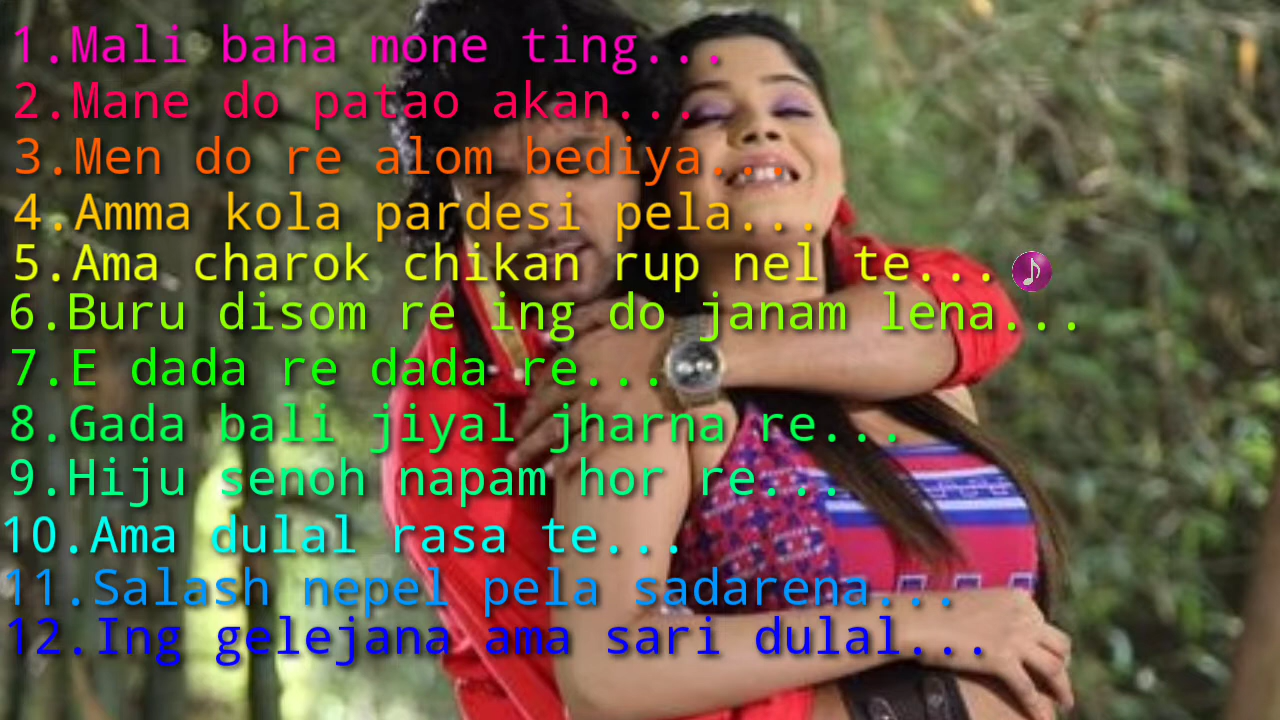 1.Mali baha mone ting...
2.Mane do patao akan...
3.Men do re alom bediya...
4.Amma kola pardesi pela...
5.Ama charok chikan rup nel te...
6.Buru disom re ing do janam lena...
7.E dada re dada re...
8.Gada bali jiyal jharna re...
9.Hiju senoh napam hor re...
10.Ama dulal rasa te...
11.Salash nepel pela sadarena...
12.Ing gelejana ama sari dulal...